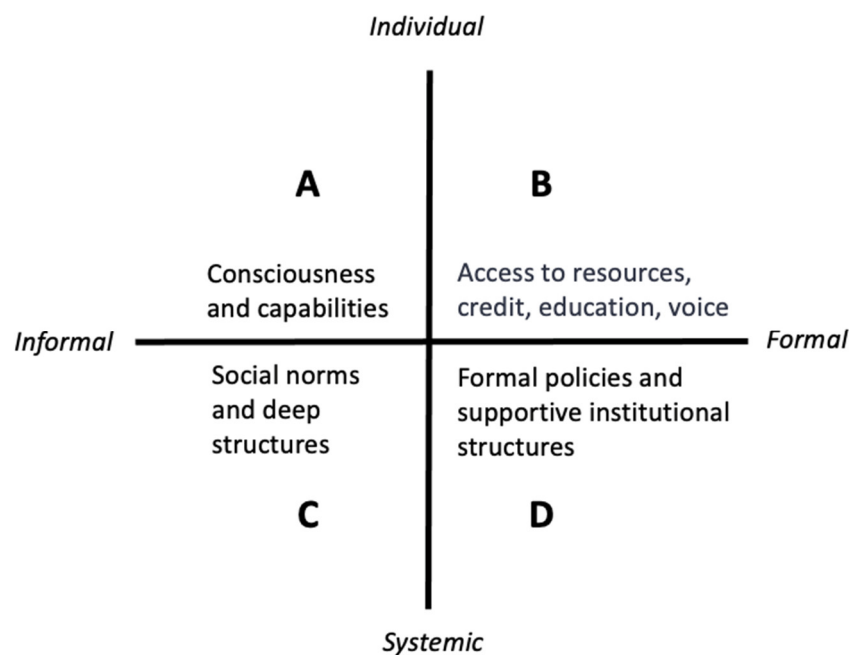 Individual
A
B
Consciousness
and capabilities
Access to resources,
credit, education, voice
Informal
Formal
Social norms
and deep
structures
Formal policies and
supportive institutional
structures
C
D
Systemic